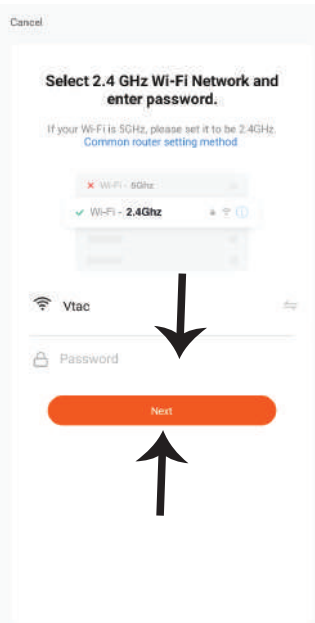 Cancel
Select 2.4 GHz Wi-Fi Network and
enter password.
If your Wi-Fi is 5GHz, please set it to be 2.4GHz.
Common router setting method
Wi-Fi - 5Ghz
Wi-Fi - 2.4Ghz
Vtac
Password
Next